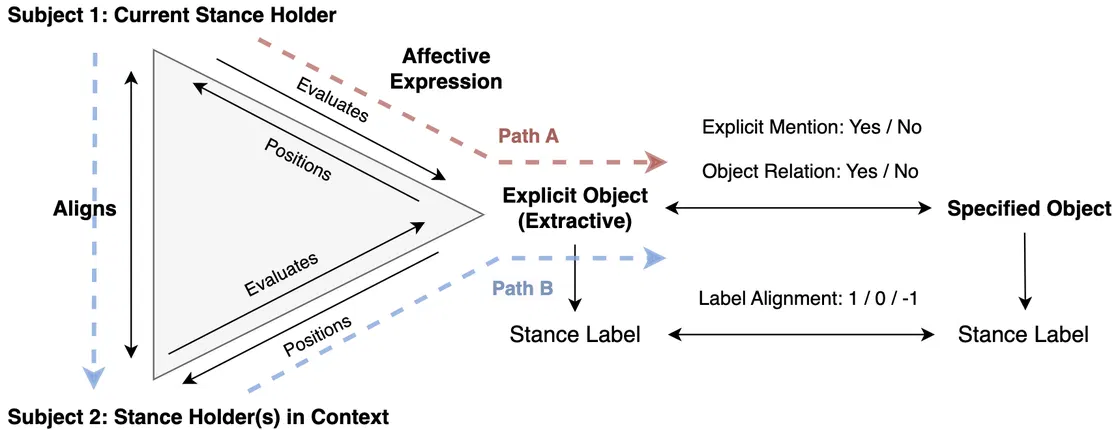 Subject 1: Current Stance Holder
Affective
Expression
Evaluates
Positions
Path A
Explicit Mention: Yes / No
Object Relation: Yes / No
Aligns
Explicit Object
(Extractive)
Specified Object
Evaluates
Positions
Path B
Label Alignment: 1 / 0 / -1
Stance Label
Stance Label
Subject 2: Stance Holder(s) in Context